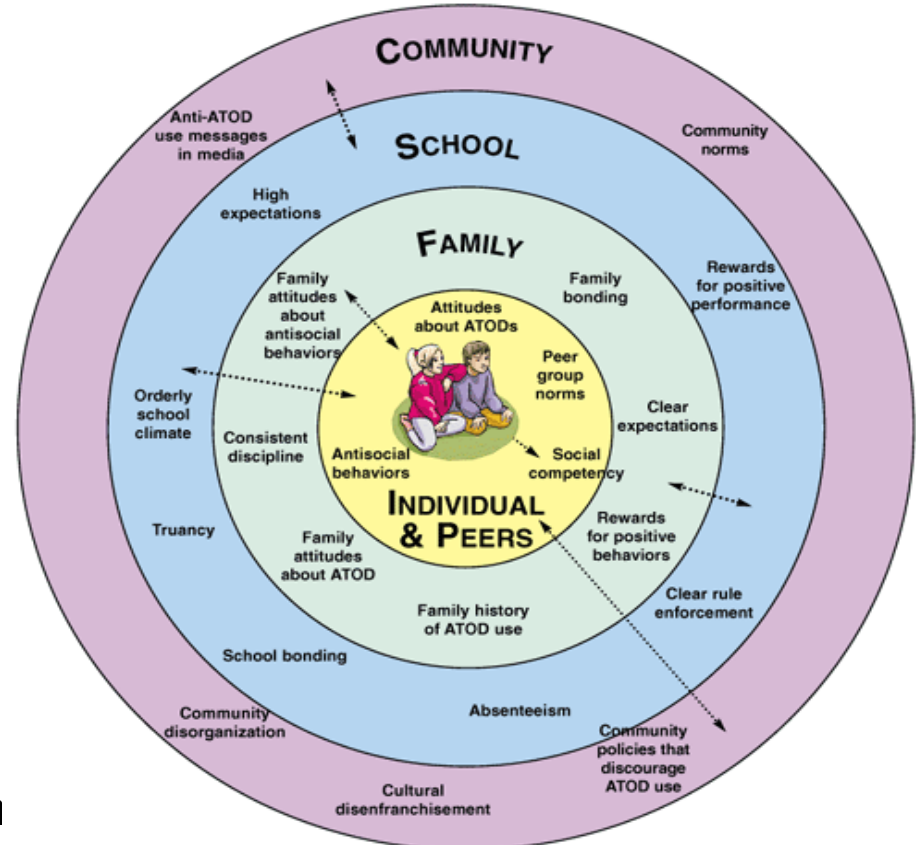 COMMUNITY
Anti-ATOD
use messages
in media
Community
norms
SCHOOL
High
expectations
Rewards
for positive
performance
FAMILY
Family
attitudes
about
antisocial
behaviors
Family
bonding
Attitudes
about ATODs
Peer
group
norms
Orderly
school
climate
Consistent
discipline
Clear
expectations
Antisocial
behaviors
Social
competency
INDIVIDUAL
& PEERS
Truancy
Family
attitudes
about ATOD
Rewards
for positive
behaviors
Family history
of ATOD use
Clear rule
enforcement
School bonding
Absenteeism
Community
disorganization
Community
policies that
discourage
ATOD use
Cultural
disenfranchisement